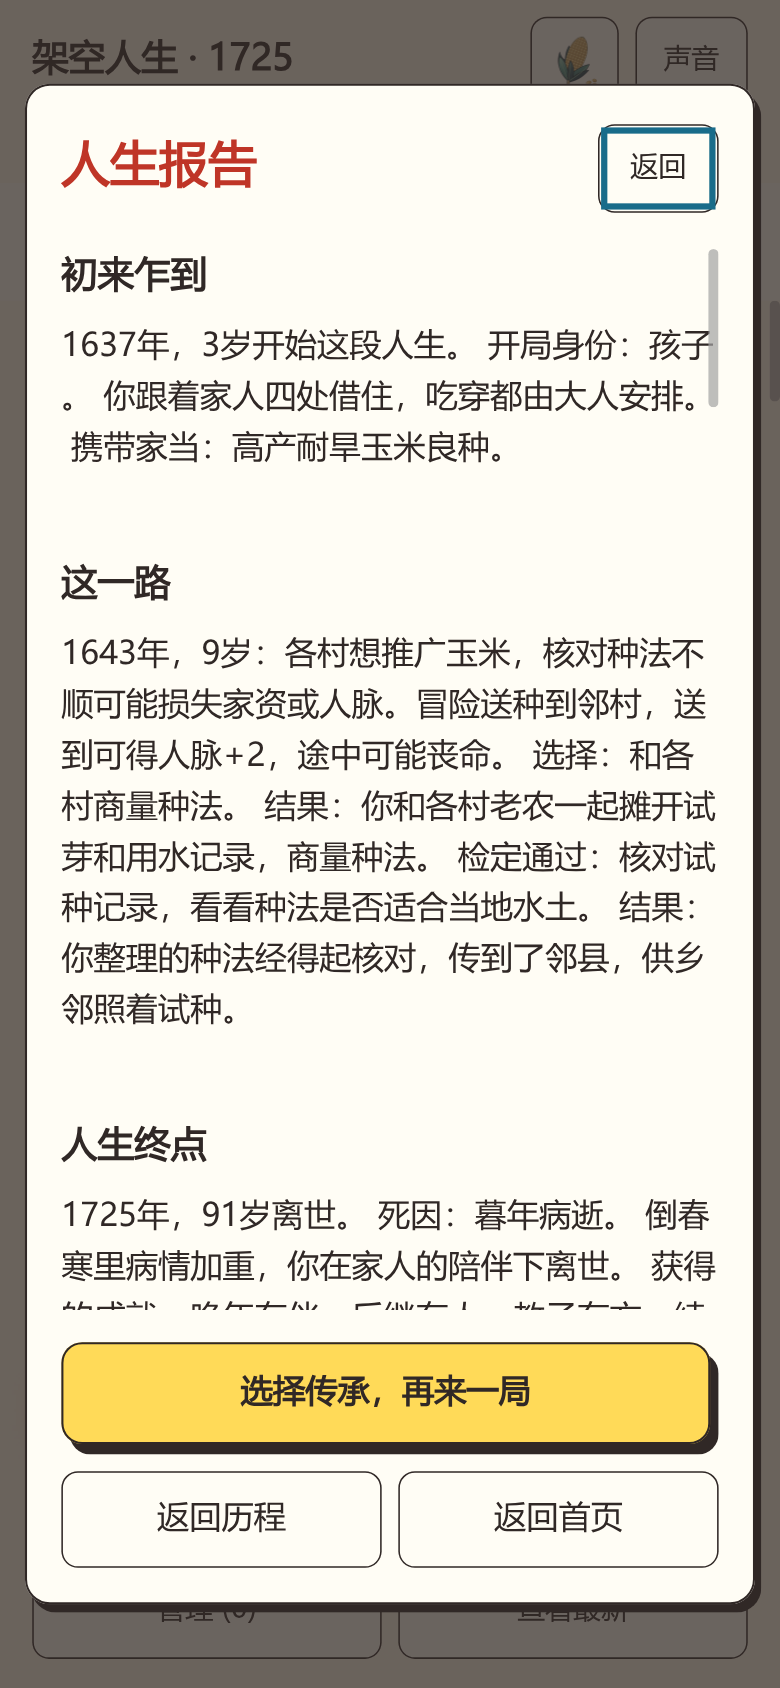 架空人生 · 1725
声音
人生报告
返回
初来乍到
1637年，3岁开始这段人生。 开局身份：孩子
。 你跟着家人四处借住，吃穿都由大人安排。
携带家当：高产耐旱玉米良种。
这一路
1643年，9岁：各村想推广玉米，核对种法不
顺可能损失家资或人脉。冒险送种到邻村，送
到可得人脉+2，途中可能丧命。 选择：和各
村商量种法。 结果：你和各村老农一起摊开试
芽和用水记录，商量种法。 检定通过：核对试
种记录，看看种法是否适合当地水土。 结果：
你整理的种法经得起核对，传到了邻县，供乡
邻照着试种。
人生终点
1725年，91岁离世。 死因：暮年病逝。 倒春
寒里病情加重，你在家人的陪伴下离世。 获得
选择传承，再来一局
返回历程
返回首页